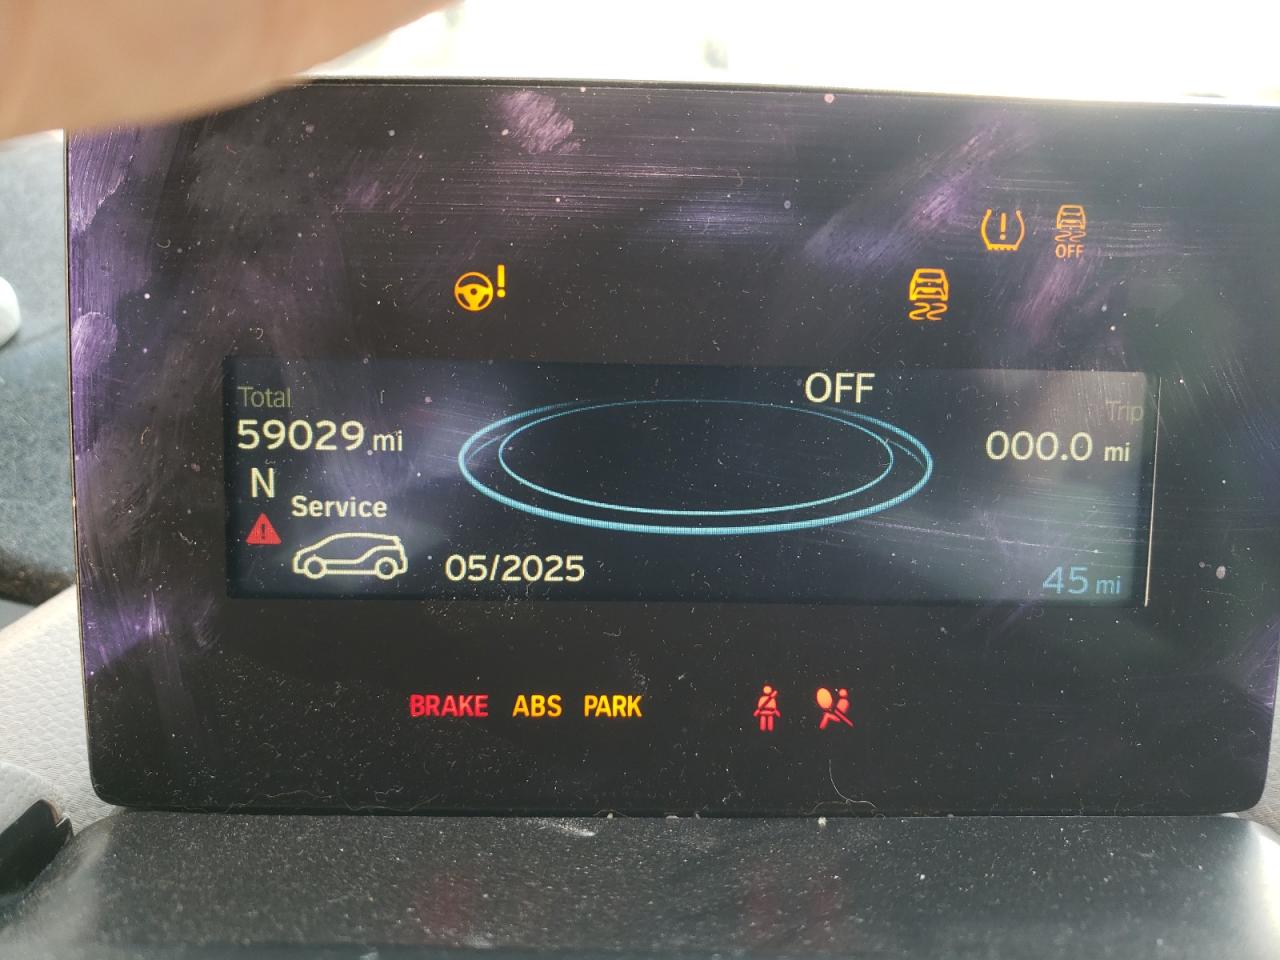 OFF
OFF
Total
Trip
59029 mi
000.0 mi
N
Service
05/2025
45 mi
BRAKE ABS PARK